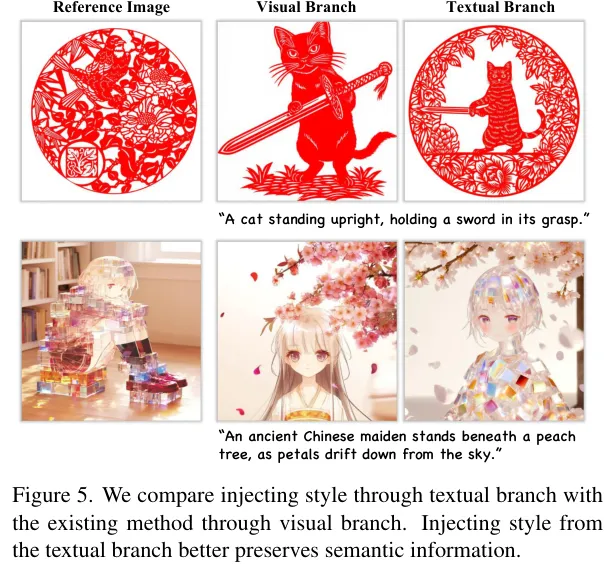 Reference Image Visual Branch Textual Branch
“A cat standing upright, holding a sword in its grasp.”
“An ancient Chinese maiden stands beneath a peach
tree, as petals drift down from the sky.”
Figure 5. We compare injecting style through textual branch with
the existing method through visual branch. Injecting style from
the textual branch better preserves semantic information.